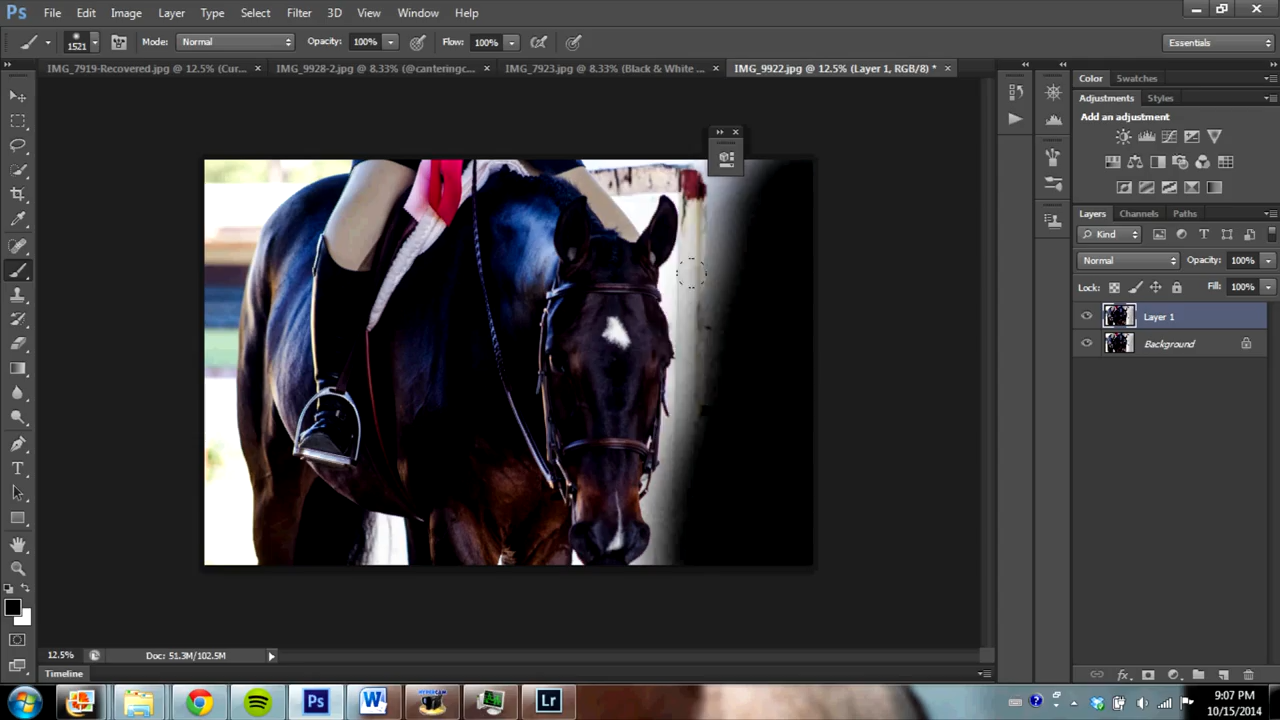 Ps File Edit Image Layer Type Select Filter 3D View Window Help
1521 Mode: Normal Opacity: 100% Flow: 100% Essentials
IMG_7919-Recovered.jpg @ 12.5% (Cur... × IMG_9928-2.jpg @ 8.33% (@canteringc... × IMG_7923.jpg @ 8.33% (Black & White ... × IMG_9922.jpg @ 12.5% (Layer 1, RGB/8) * ×
Color Swatches
Adjustments Styles
Add an adjustment
Layers Channels Paths
Kind
Normal Opacity: 100%
Lock: Fill: 100%
Layer 1
Background
12.5% Doc: 51.3M/102.5M
Timeline
Ps W Lr
9:07 PM
10/15/2014